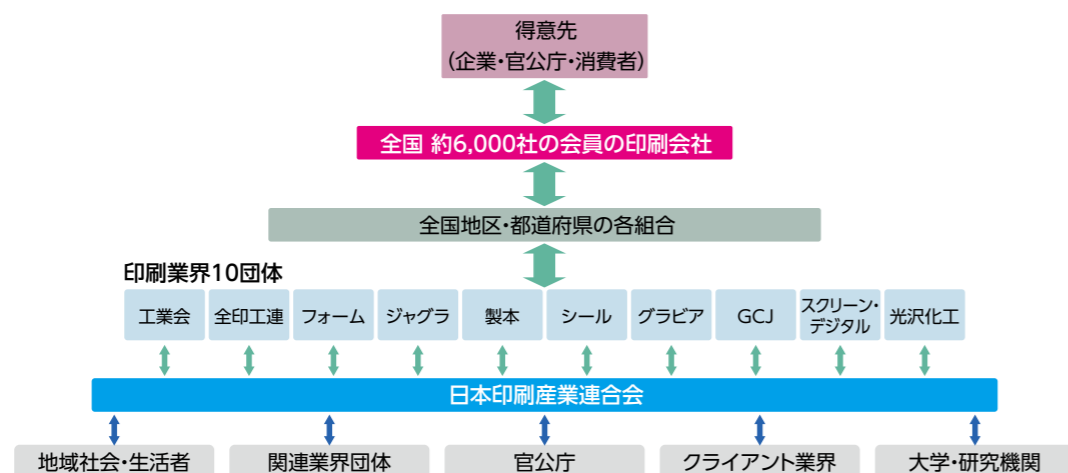 得意先
(企業・官公庁・消費者)
全国 約6,000社の会員の印刷会社
全国地区・都道府県の各組合
印刷業界10団体
工業会
全印工連
フォーム
ジャグラ
製本
シール
グラビア
GCJ
スクリーン・
デジタル
光沢化工
日本印刷産業連合会
地域社会・生活者
関連業界団体
官公庁
クライアント業界
大学・研究機関